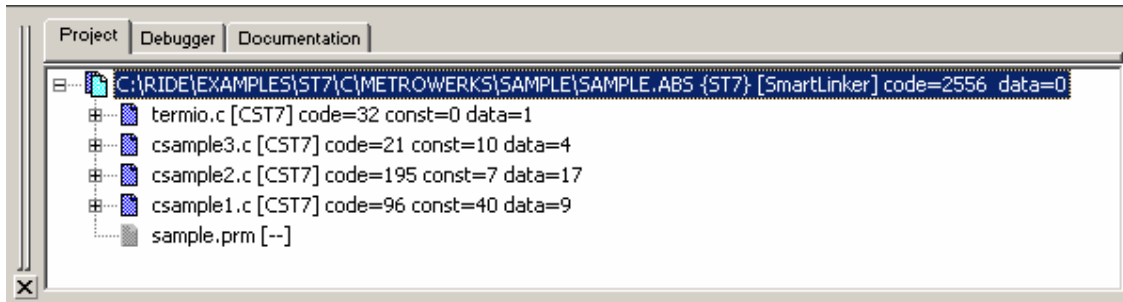 Project Debugger Documentation
C:\RIDE\EXAMPLES\ST7\C\METROWERKS\SAMPLE\SAMPLE.ABS {ST7} [SmartLinker] code=2556 data=0
termio.c [CST7] code=32 const=0 data=1
csample3.c [CST7] code=21 const=10 data=4
csample2.c [CST7] code=195 const=7 data=17
csample1.c [CST7] code=96 const=40 data=9
sample.prm [--]